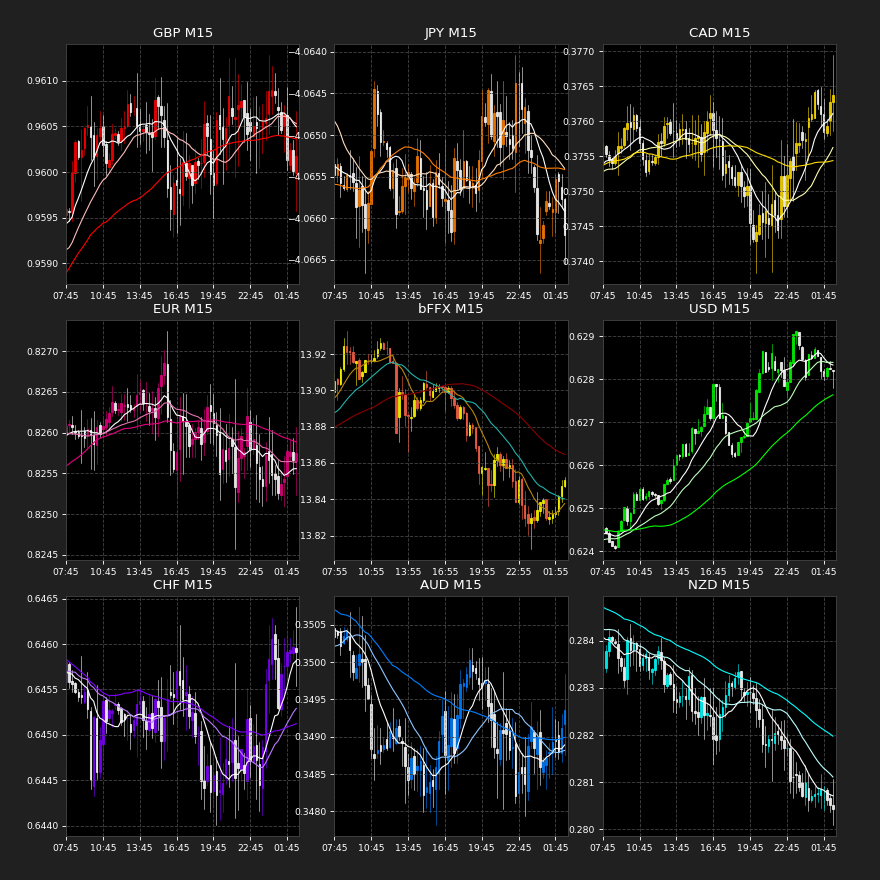 GBP M15
0.9610
0.9605
0.9600
0.9595
0.9590
07:45 10:45 13:45 16:45 19:45 22:45 01:45
JPY M15
−4.0640
−4.0645
−4.0650
−4.0655
−4.0660
−4.0665
07:45 10:45 13:45 16:45 19:45 22:45 01:45
CAD M15
0.3770
0.3765
0.3760
0.3755
0.3750
0.3745
0.3740
07:45 10:45 13:45 16:45 19:45 22:45 01:45
EUR M15
0.8270
0.8265
0.8260
0.8255
0.8250
0.8245
07:45 10:45 13:45 16:45 19:45 22:45 01:45
bFFX M15
13.92
13.90
13.88
13.86
13.84
13.82
07:55 10:55 13:55 16:55 19:55 22:55 01:55
USD M15
0.629
0.628
0.627
0.626
0.625
0.624
07:45 10:45 13:45 16:45 19:45 22:45 01:45
CHF M15
0.6465
0.6460
0.6455
0.6450
0.6445
0.6440
07:45 10:45 13:45 16:45 19:45 22:45 01:45
AUD M15
0.3505
0.3500
0.3495
0.3490
0.3485
0.3480
07:45 10:45 13:45 16:45 19:45 22:45 01:45
NZD M15
0.284
0.283
0.282
0.281
0.280
07:45 10:45 13:45 16:45 19:45 22:45 01:45